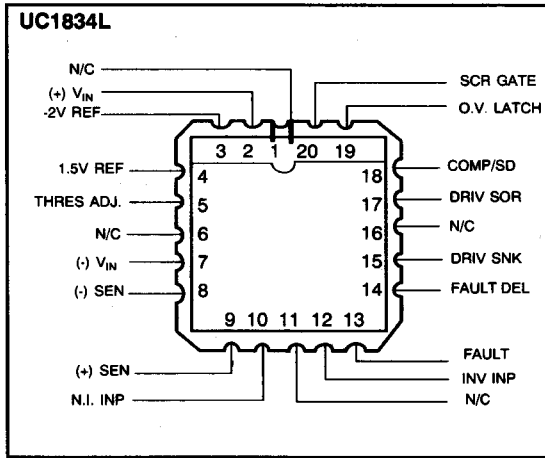 UC1834L
N/C
(+) VIN
-2V REF
SCR GATE
O.V. LATCH
3 2 1 20 19
1.5V REF
4
18
COMP/SD
THRES ADJ.
5
17
DRIV SOR
N/C
6
16
N/C
(-) VIN
7
15
DRIV SNK
(-) SEN
8
14
FAULT DEL
9 10 11 12 13
(+) SEN
N.I. INP
FAULT
INV INP
N/C